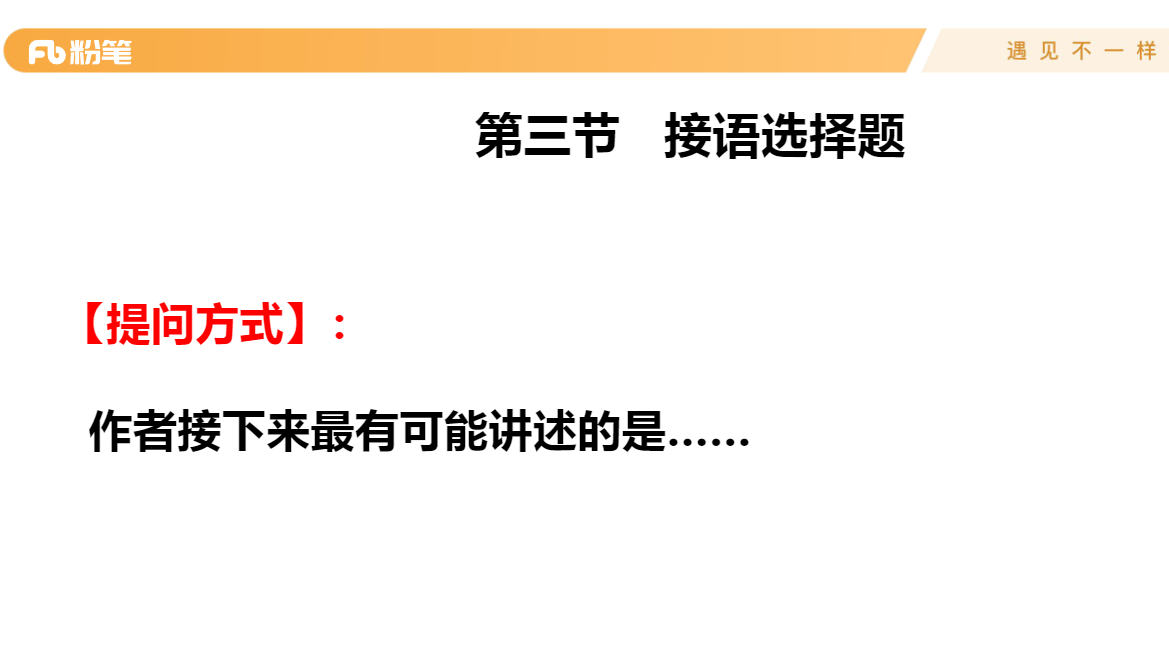 粉笔
遇见不一样
第三节 接语选择题
【提问方式】：
作者接下来最有可能讲述的是……